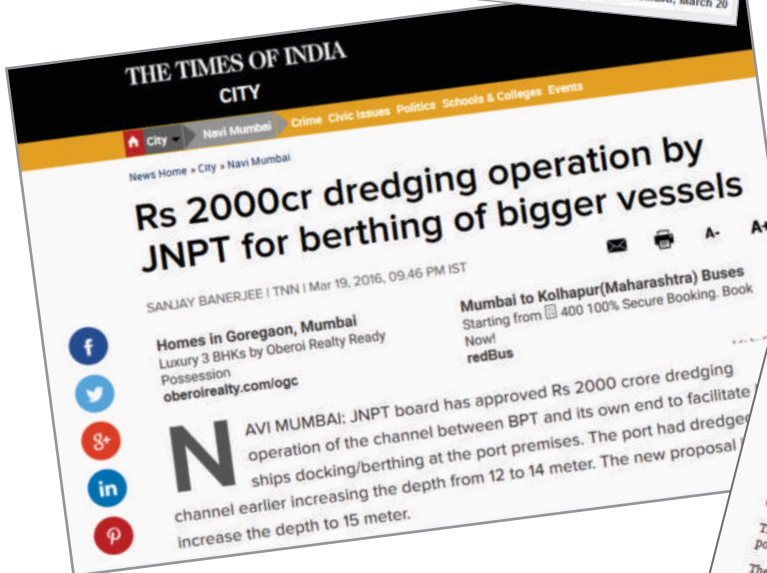 March 20
THE TIMES OF INDIA
CITY
City
Navi Mumbai
Crime Civic Issues Politics Schools & Colleges Events
News Home » City » Navi Mumbai
Rs 2000cr dredging operation by
JNPT for berthing of bigger vessels
A- A+
SANJAY BANERJEE | TNN | Mar 19, 2016, 09.46 PM IST
Homes in Goregaon, Mumbai
Luxury 3 BHKs by Oberoi Realty Ready
Possession
oberoirealty.com/ogc
Mumbai to Kolhapur(Maharashtra) Buses
Starting from 400 100% Secure Booking. Book
Now!
redBus
f
8+
in
NAVI MUMBAI: JNPT board has approved Rs 2000 crore dredging
operation of the channel between BPT and its own end to facilitate
ships docking/berthing at the port premises. The port had dredged
channel earlier increasing the depth from 12 to 14 meter. The new proposal
increase the depth to 15 meter.
The